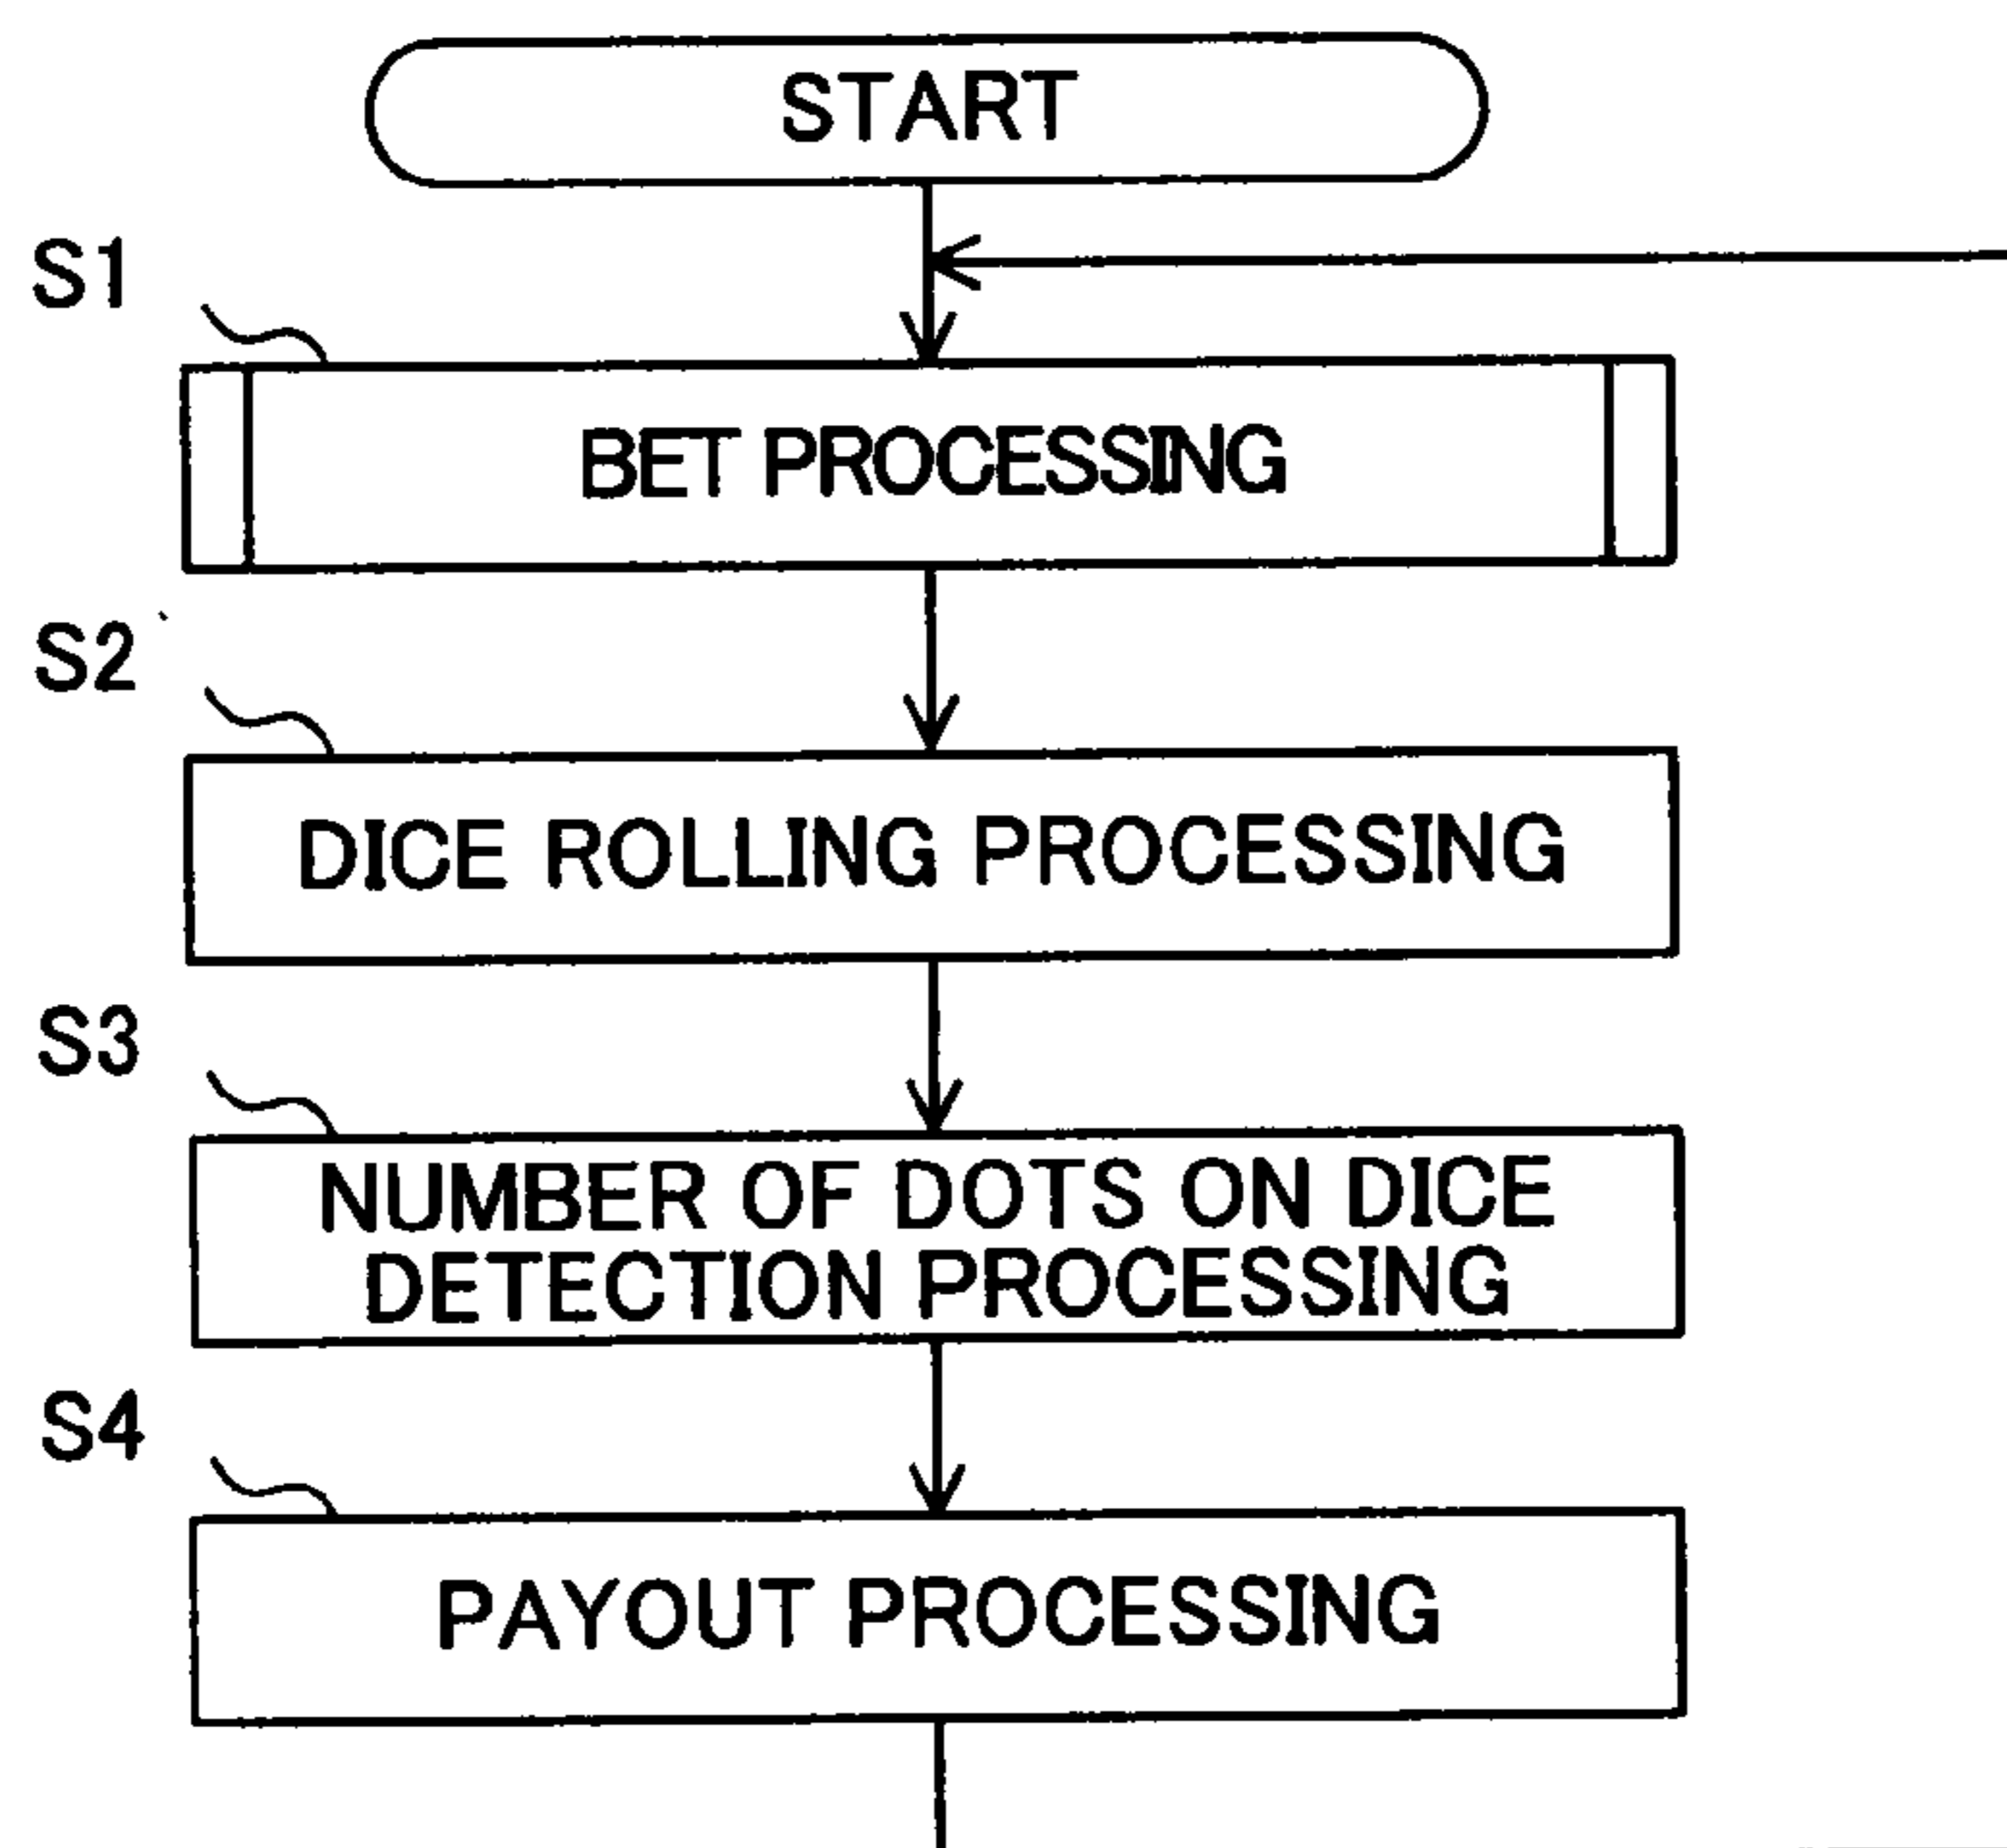 START
S1
BET PROCESSING
S2
DICE ROLLING PROCESSING
S3
NUMBER OF DOTS ON DICE
DETECTION PROCESSING
S4
PAYOUT PROCESSING